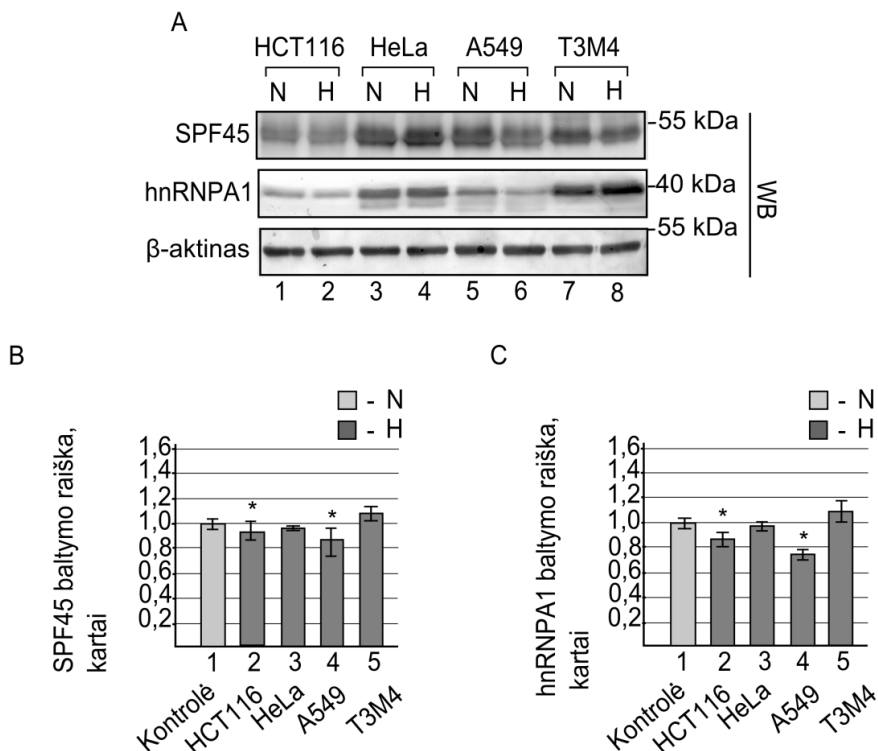 A
HCT116 HeLa A549 T3M4
N H N H N H N H
SPF45 -55 kDa
hnRNPA1 -40 kDa
-55 kDa
β-aktinas
WB
1 2 3 4 5 6 7 8
B
- N
- H
SPF45 baltymo raiška,
kartai
1,6
1,4
1,2
1,0
0,8
0,6
0,4
0,2
1 2 3 4 5
* *
Kontrolė HCT116 HeLa A549 T3M4
C
- N
- H
hnRNPA1 baltymo raiška,
kartai
1,6
1,4
1,2
1,0
0,8
0,6
0,4
0,2
1 2 3 4 5
* *
Kontrolė HCT116 HeLa A549 T3M4